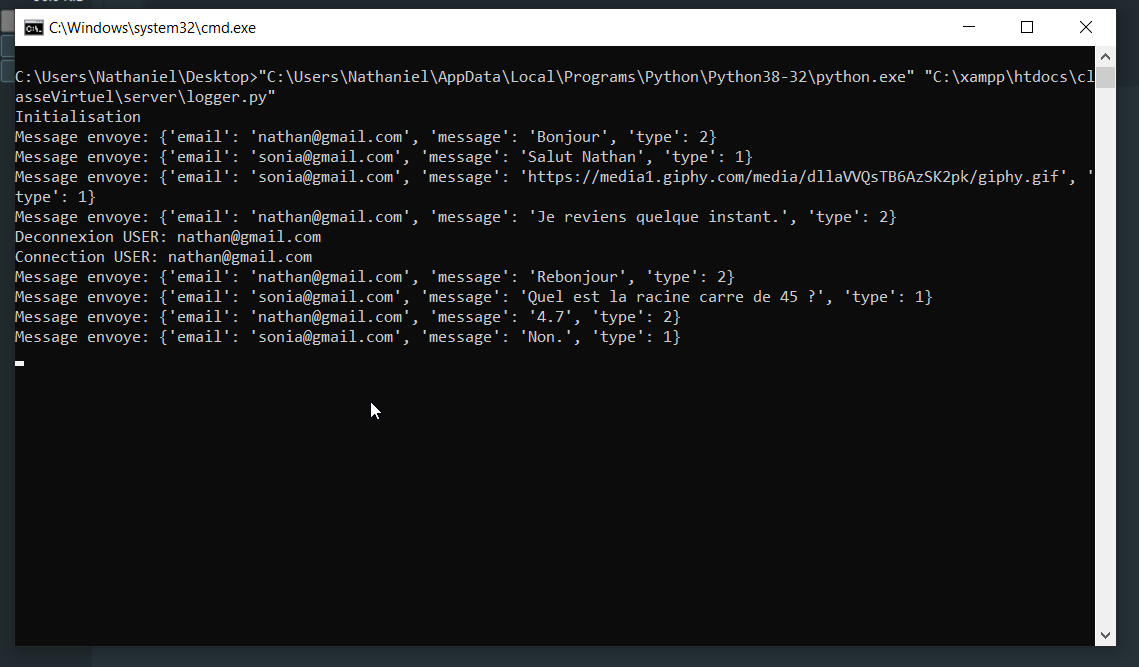 C:\Windows\system32\cmd.exe
C:\Users\Nathaniel\Desktop>"C:\Users\Nathaniel\AppData\Local\Programs\Python\Python38-32\python.exe" "C:\xampp\htdocs\cl
asseVirtuel\server\logger.py"
Initialisation
Message envoye: {'email': 'nathan@gmail.com', 'message': 'Bonjour', 'type': 2}
Message envoye: {'email': 'sonia@gmail.com', 'message': 'Salut Nathan', 'type': 1}
Message envoye: {'email': 'sonia@gmail.com', 'message': 'https://media1.giphy.com/media/dllaVVQsTB6AzSK2pk/giphy.gif', '
type': 1}
Message envoye: {'email': 'nathan@gmail.com', 'message': 'Je reviens quelque instant.', 'type': 2}
Deconnexion USER: nathan@gmail.com
Connection USER: nathan@gmail.com
Message envoye: {'email': 'nathan@gmail.com', 'message': 'Rebonjour', 'type': 2}
Message envoye: {'email': 'sonia@gmail.com', 'message': 'Quel est la racine carre de 45 ?', 'type': 1}
Message envoye: {'email': 'nathan@gmail.com', 'message': '4.7', 'type': 2}
Message envoye: {'email': 'sonia@gmail.com', 'message': 'Non.', 'type': 1}